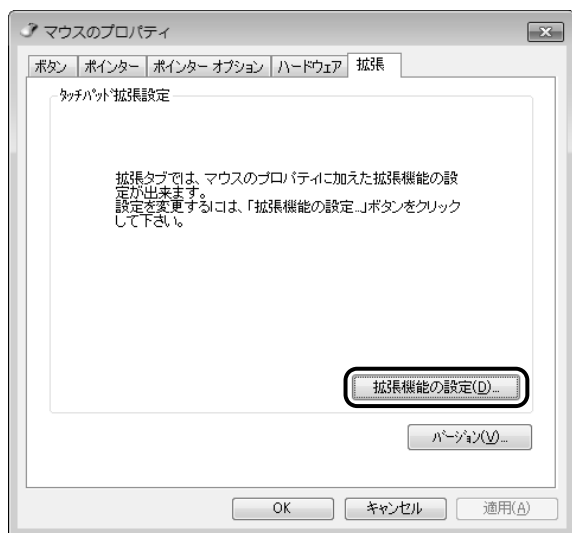 マウスのプロパティ
ボタン ポインター ポインター オプション ハードウェア 拡張
ﾀｯﾁﾊﾟｯﾄﾞ拡張設定
拡張タブでは、マウスのプロパティに加えた拡張機能の設
定が出来ます。
設定を変更するには、「拡張機能の設定...」ボタンをクリック
して下さい。
拡張機能の設定(D)...
ﾊﾞｰｼﾞｮﾝ(V)...
OK キャンセル 適用(A)